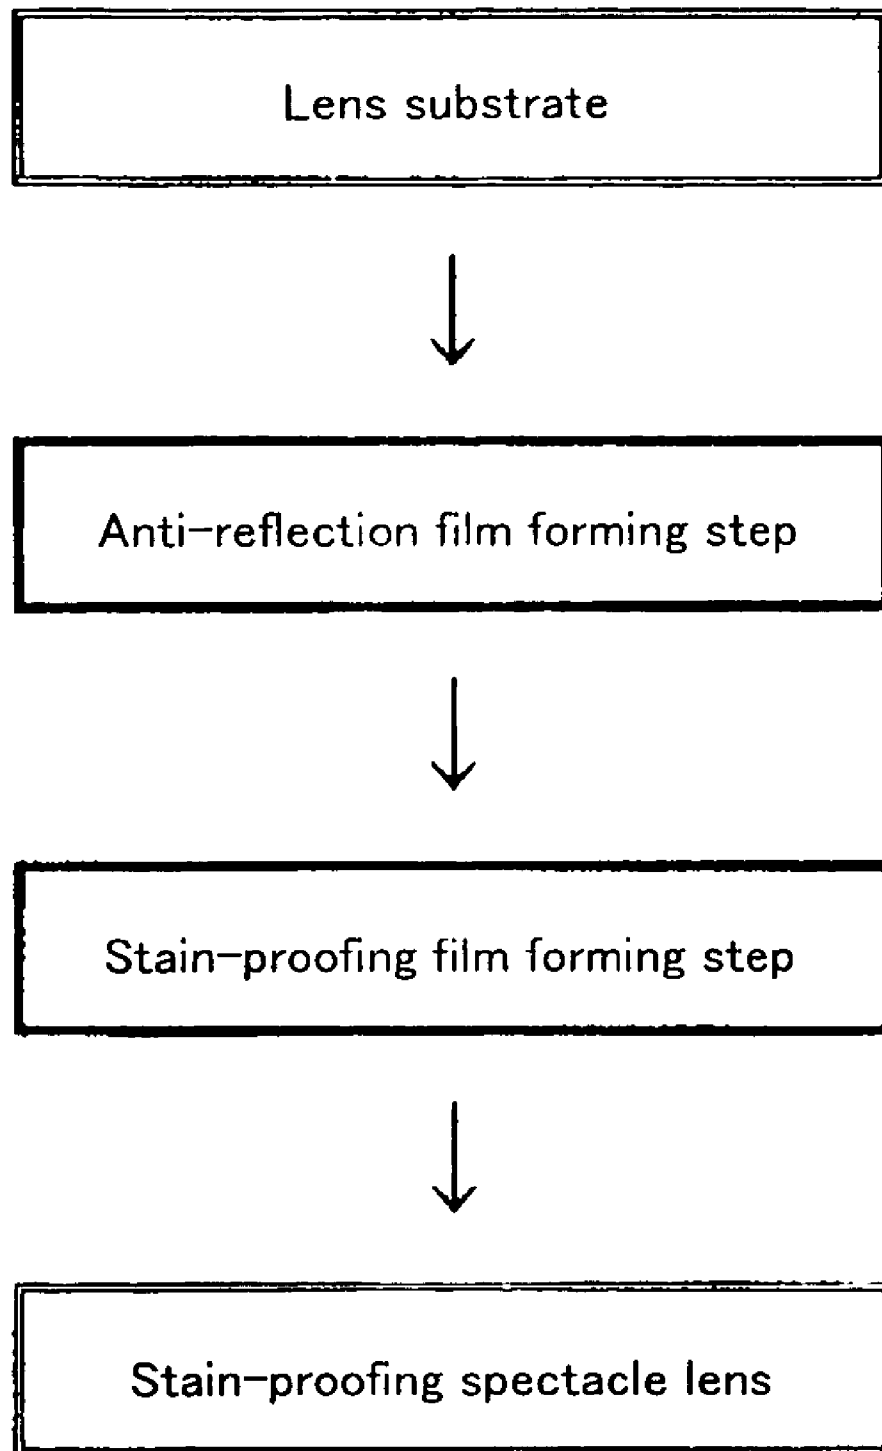 Lens substrate
Anti-reflection film forming step
Stain-proofing film forming step
Stain-proofing spectacle lens